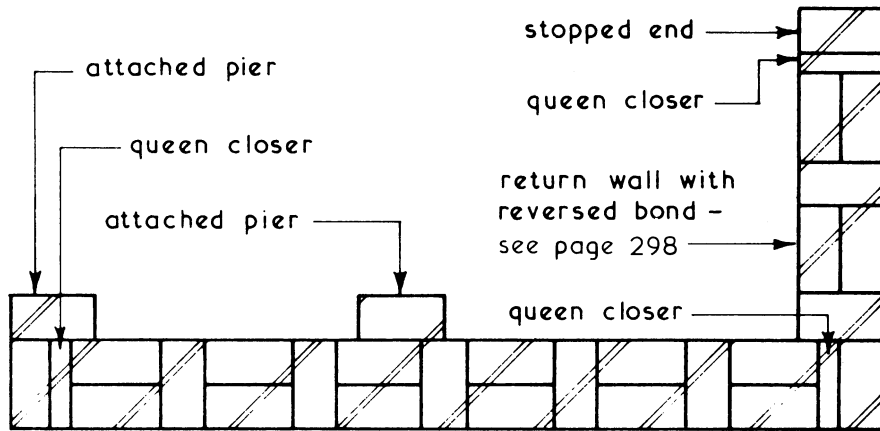 stopped end
attached pier
queen closer
queen closer
return wall with
reversed bond –
attached pier
see page 298
queen closer